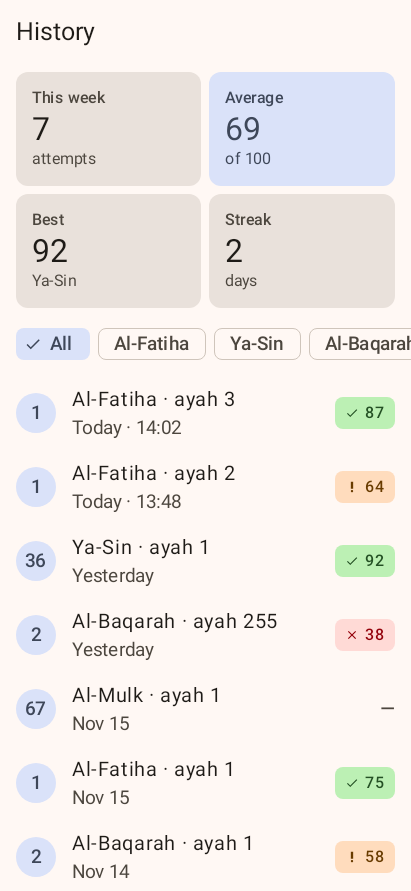 History
This week
7
attempts
Average
69
of 100
Best
92
Ya-Sin
Streak
2
days
All
Al-Fatiha
Ya-Sin
Al-Baqarah
1
Al-Fatiha · ayah 3
Today · 14:02
87
1
Al-Fatiha · ayah 2
Today · 13:48
! 64
36
Ya-Sin · ayah 1
Yesterday
92
2
Al-Baqarah · ayah 255
Yesterday
38
67
Al-Mulk · ayah 1
Nov 15
–
1
Al-Fatiha · ayah 1
Nov 15
75
2
Al-Baqarah · ayah 1
Nov 14
! 58